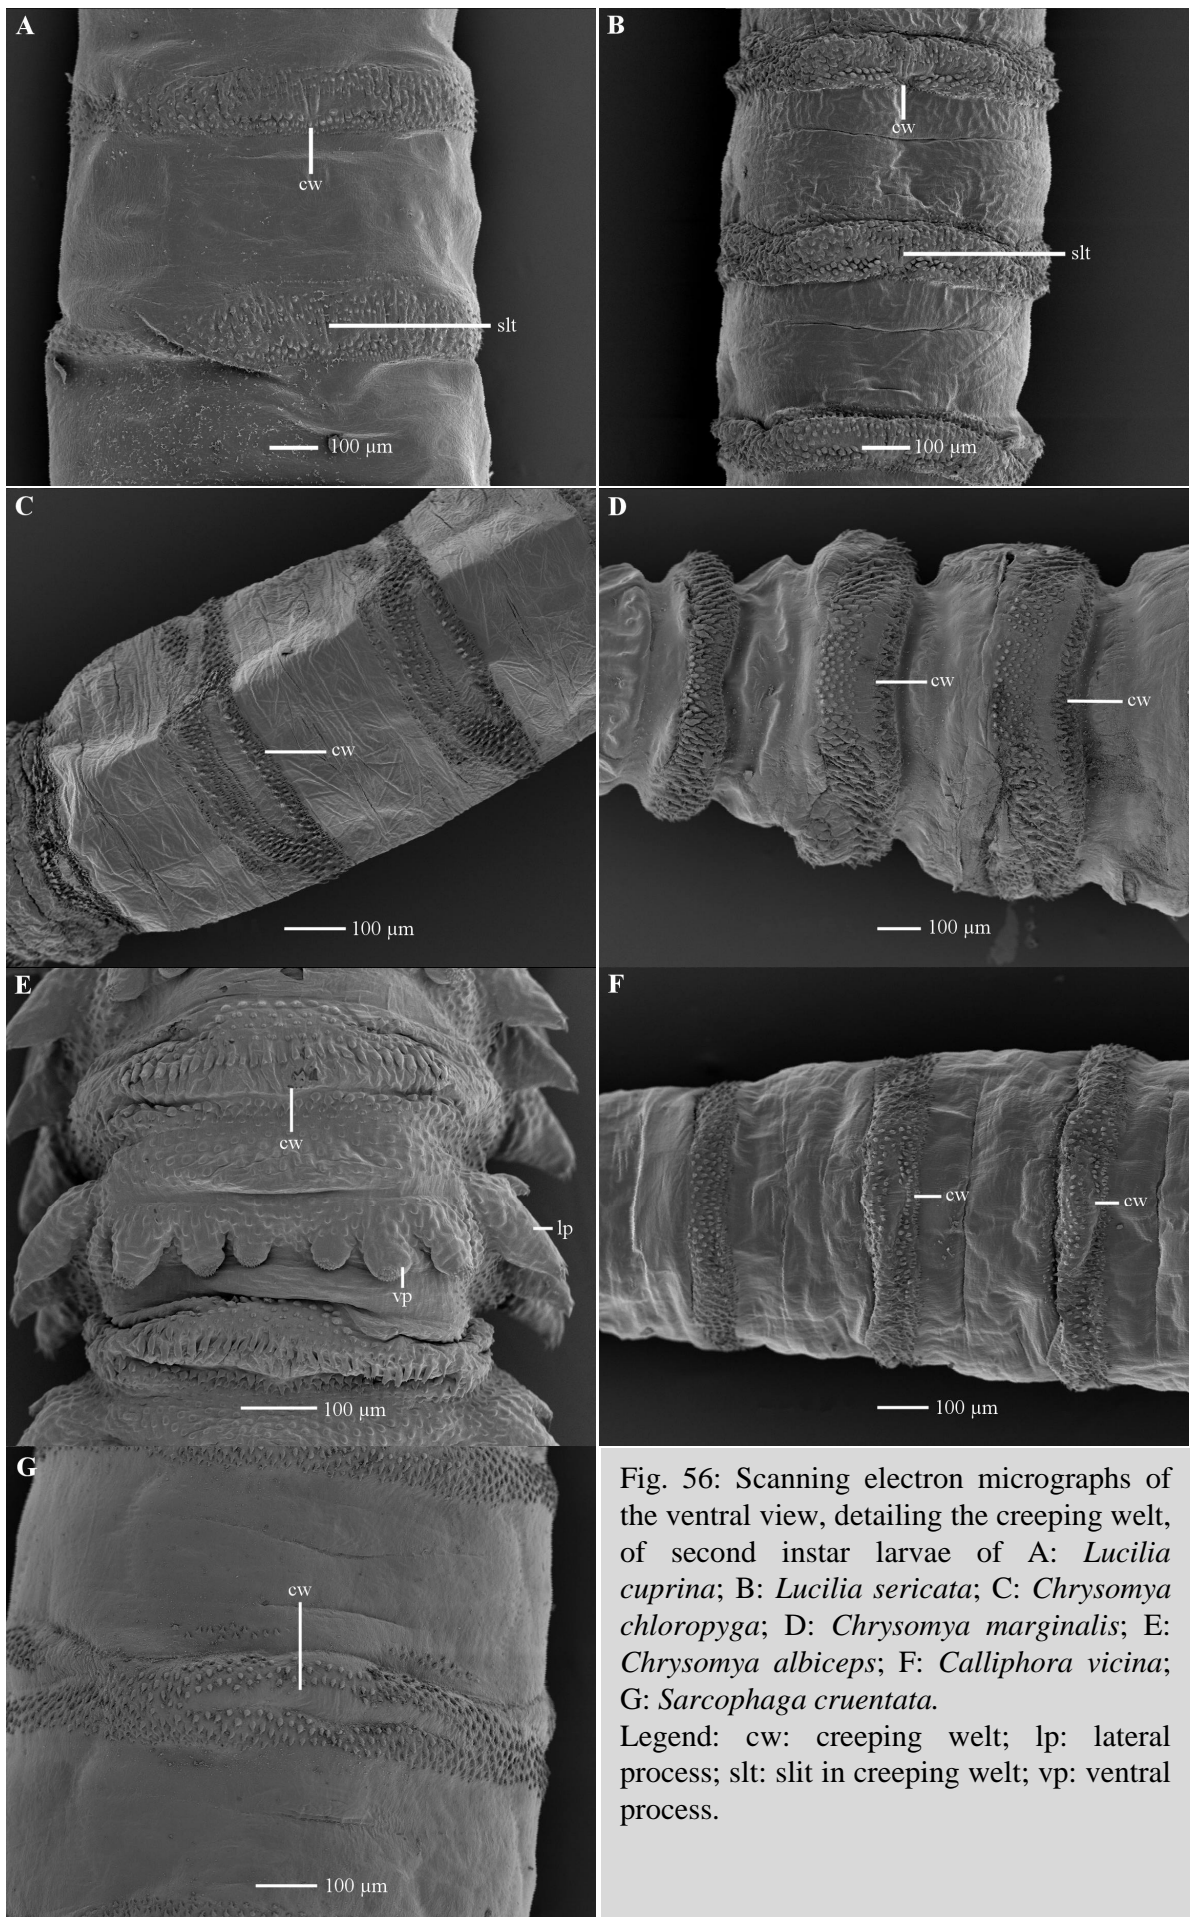 A
cw
slt
100 µm
B
cw
slt
100 µm
C
cw
100 µm
D
cw
cw
100 µm
E
cw
lp
vp
100 µm
F
cw
cw
100 µm
G
cw
100 µm
Fig. 56: Scanning electron micrographs of
the ventral view, detailing the creeping welt,
of second instar larvae of A: Lucilia
cuprina; B: Lucilia sericata; C: Chrysomya
chloropyga; D: Chrysomya marginalis; E:
Chrysomya albiceps; F: Calliphora vicina;
G: Sarcophaga cruentata.
Legend: cw: creeping welt; lp: lateral
process; slt: slit in creeping welt; vp: ventral
process.